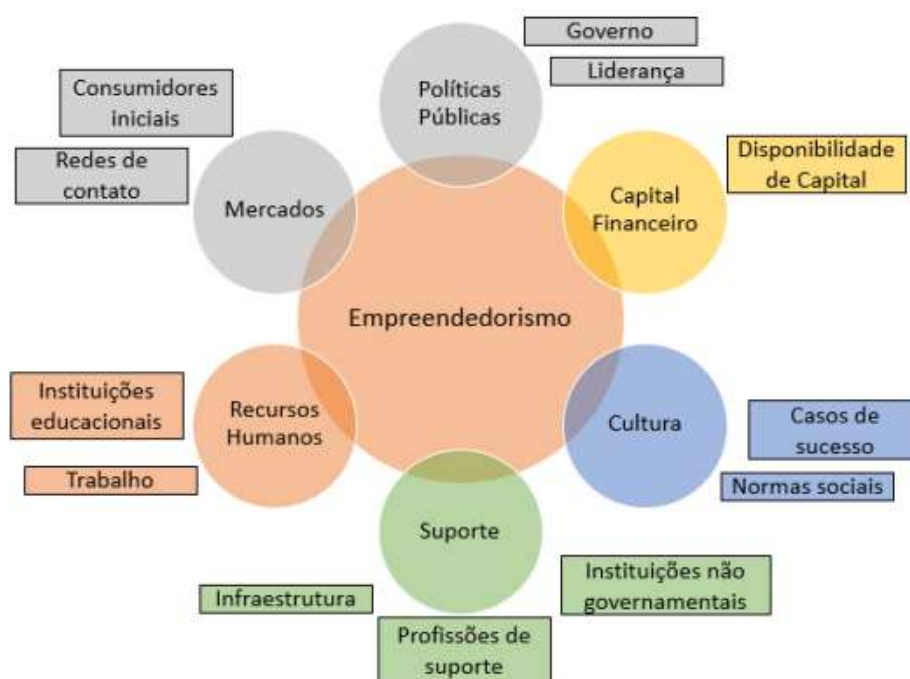 Governo
Liderança
Políticas
Públicas
Consumidores
iniciais
Redes de
contato
Mercados
Disponibilidade
de Capital
Capital
Financeiro
Empreendedorismo
Instituições
educacionais
Trabalho
Recursos
Humanos
Cultura
Casos de
sucesso
Normas sociais
Suporte
Infraestrutura
Instituições não
governamentais
Profissões de
suporte